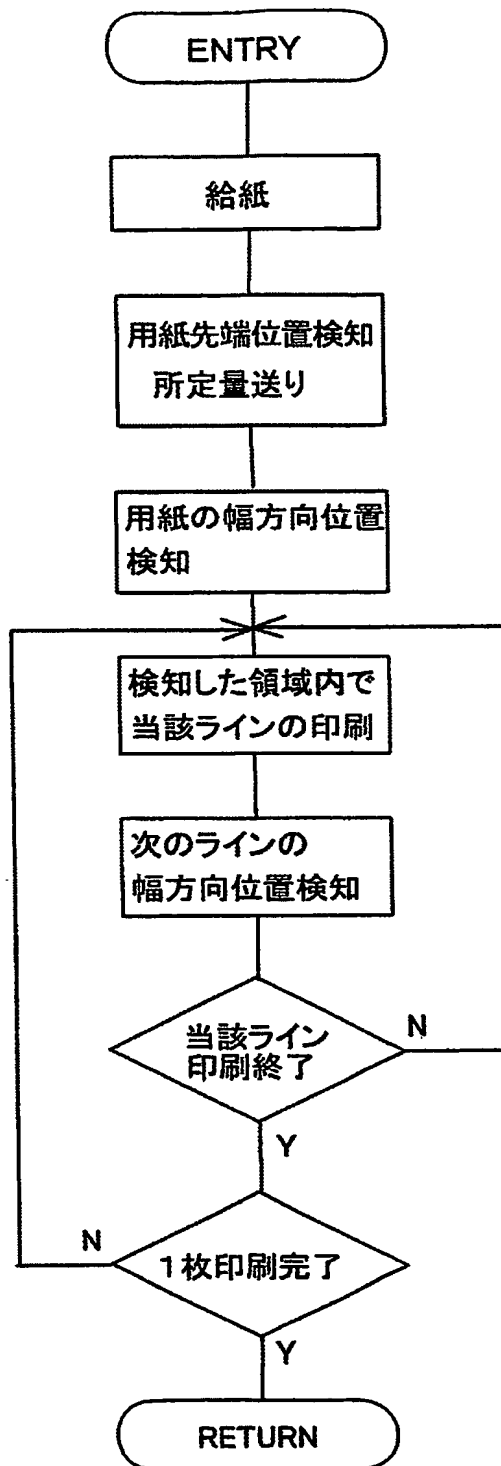 ENTRY
給紙
用紙先端位置検知
所定量送り
用紙の幅方向位置
検知
検知した領域内で
当該ラインの印刷
次のラインの
幅方向位置検知
当該ライン
印刷終了
N
Y
N
1枚印刷完了
Y
RETURN